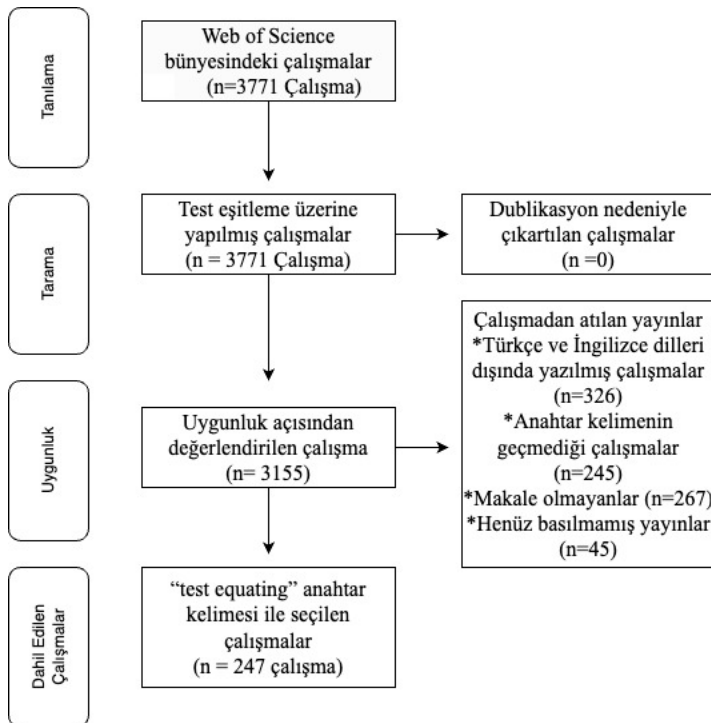 Tanılama
Web of Science
bünyesindeki çalışmalar
(n=3771 Çalışma)
Tarama
Test eşitleme üzerine
yapılmış çalışmalar
(n = 3771 Çalışma)
Dublikasyon nedeniyle
çıkartılan çalışmalar
(n =0)
Uygunluk
Uygunluk açısından
değerlendirilen çalışma
(n= 3155)
Çalışmadan atılan yayınlar
*Türkçe ve İngilizce dilleri
dışında yazılmış çalışmalar
(n=326)
*Anahtar kelimenin
geçmediği çalışmalar
(n=245)
*Makale olmayanlar (n=267)
*Henüz basılmamış yayınlar
(n=45)
Dahil Edilen
Çalışmalar
“test equating” anahtar
kelimesi ile seçilen
çalışmalar
(n = 247 çalışma)